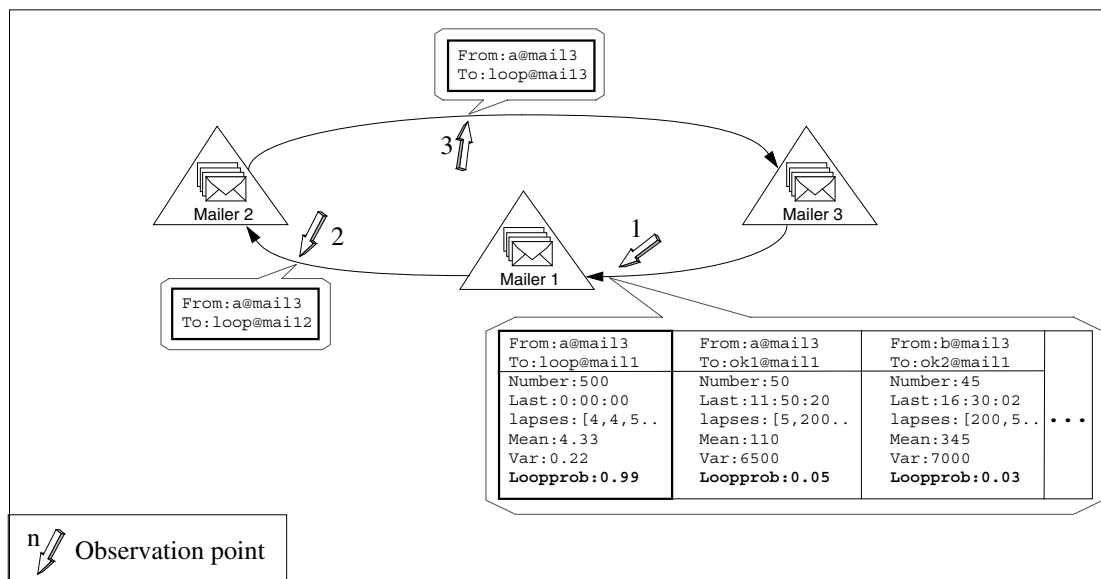 From:a@mail3
To:loop@mail3
3
Mailer 2
Mailer 3
2
1
Mailer 1
From:a@mail3
To:loop@mail2
From:a@mail3
To:loop@mail1
Number:500
Last:0:00:00
lapses:[4,4,5..
Mean:4.33
Var:0.22
Loopprob:0.99
From:a@mail3
To:ok1@mail1
Number:50
Last:11:50:20
lapses:[5,200..
Mean:110
Var:6500
Loopprob:0.05
From:b@mail3
To:ok2@mail1
Number:45
Last:16:30:02
lapses:[200,5..
Mean:345
Var:7000
Loopprob:0.03
...
n
Observation point